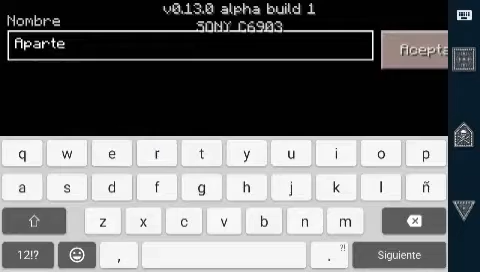 v0.13.0 alpha build 1
SONY C6903
Nombre
Aparte
Acepta
q w e r t y u i o p
a s d f g h j k l ñ
z x c v b n m
12!? , . ?!, Siguiente